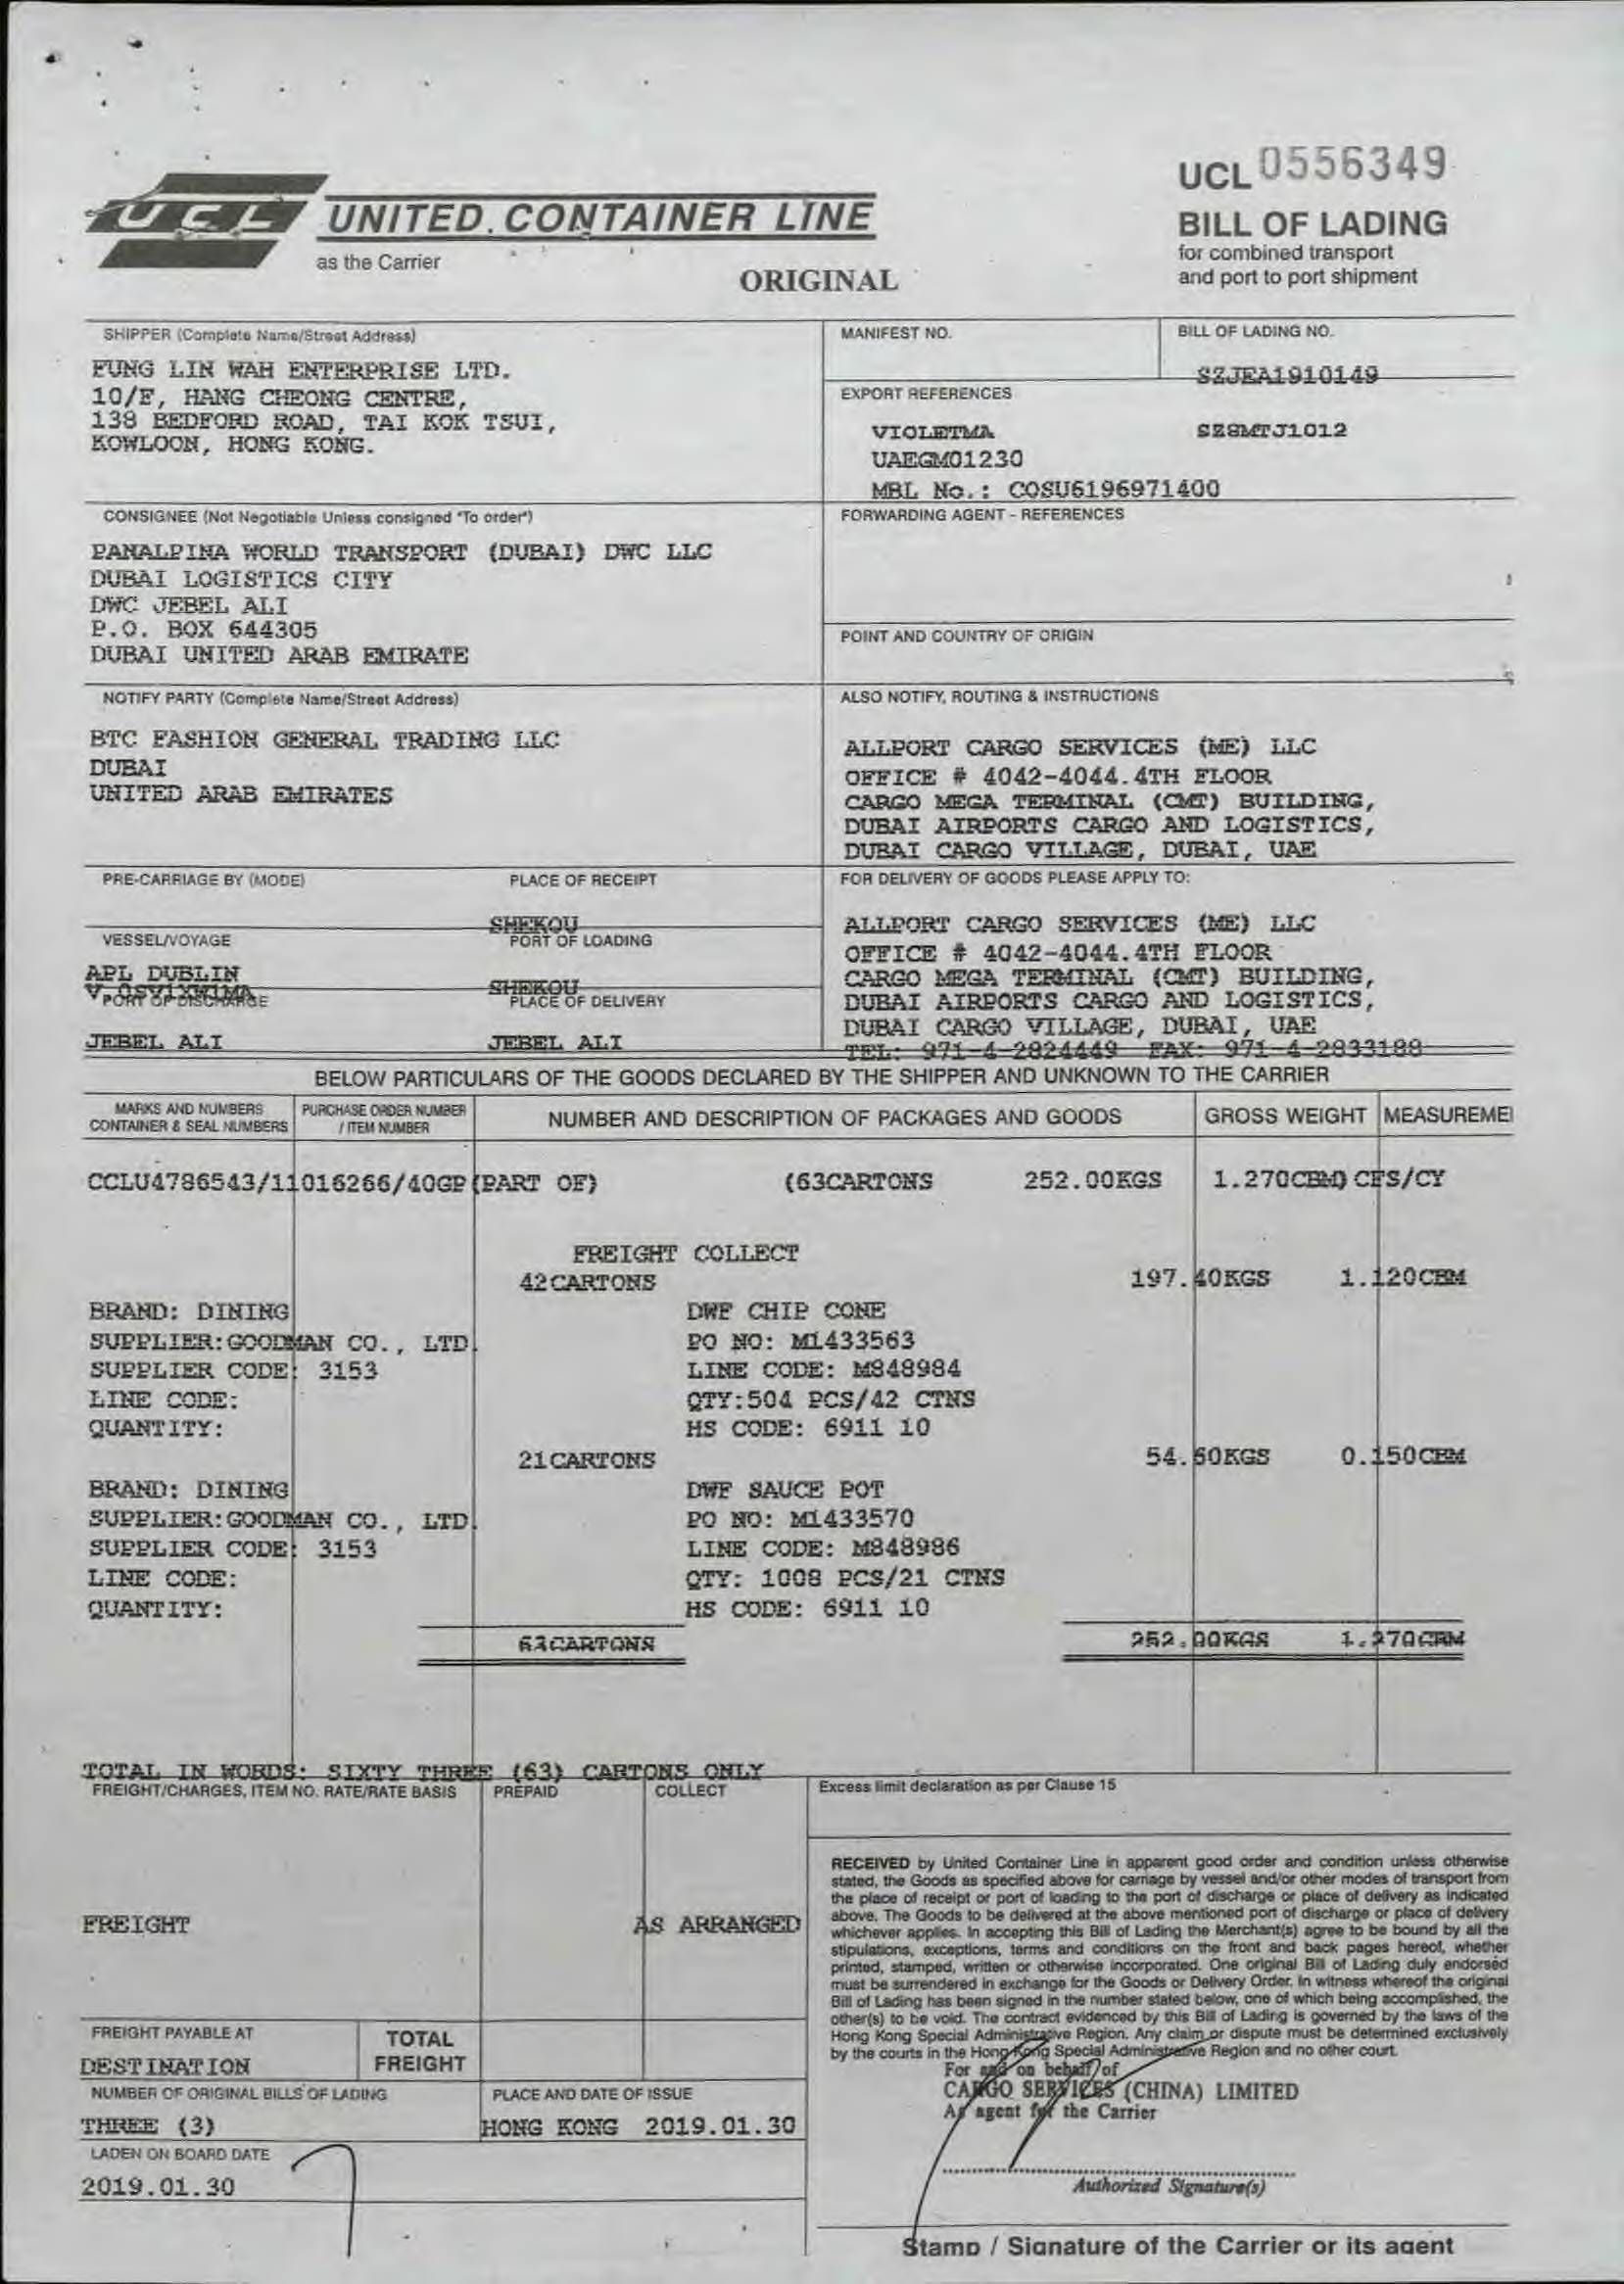 UCL 0556349
BILL OF LADING
for combined transport
and port to port shipment
UCL UNITED CONTAINER LINE
as the Carrier
ORIGINAL
SHIPPER (Complete Name/Street Address)
FUNG LIN WAH ENTERPRISE LTD.
10/F, HANG CHEONG CENTRE,
138 BEDFORD ROAD, TAI KOK TSUI,
KOWLOON, HONG KONG.
MANIFEST NO.
BILL OF LADING NO.
SZJEA1910149
EXPORT REFERENCES
VIOLETMA SZ8MTJ1012
UAEGM01230
MBL No.: COSU6196971400
CONSIGNEE (Not Negotiable Unless consigned "To order")
PANALPINA WORLD TRANSPORT (DUBAI) DWC LLC
DUBAI LOGISTICS CITY
DWC JEBEL ALI
P.O. BOX 644305
DUBAI UNITED ARAB EMIRATE
FORWARDING AGENT - REFERENCES
POINT AND COUNTRY OF ORIGIN
NOTIFY PARTY (Complete Name/Street Address)
BTC FASHION GENERAL TRADING LLC
DUBAI
UNITED ARAB EMIRATES
ALSO NOTIFY, ROUTING & INSTRUCTIONS
ALLPORT CARGO SERVICES (ME) LLC
OFFICE # 4042-4044.4TH FLOOR
CARGO MEGA TERMINAL (CMT) BUILDING,
DUBAI AIRPORTS CARGO AND LOGISTICS,
DUBAI CARGO VILLAGE, DUBAI, UAE
PRE-CARRIAGE BY (MODE)
PLACE OF RECEIPT
SHEKOU
VESSEL/VOYAGE
PORT OF LOADING
APL DUBLIN
SHEKOU
PORT OF DISCHARGE
PLACE OF DELIVERY
JEBEL ALI
JEBEL ALI
FOR DELIVERY OF GOODS PLEASE APPLY TO:
ALLPORT CARGO SERVICES (ME) LLC
OFFICE # 4042-4044.4TH FLOOR
CARGO MEGA TERMINAL (CMT) BUILDING,
DUBAI AIRPORTS CARGO AND LOGISTICS,
DUBAI CARGO VILLAGE, DUBAI, UAE
TEL: 971-4-2824449 FAX: 971-4-2833188
BELOW PARTICULARS OF THE GOODS DECLARED BY THE SHIPPER AND UNKNOWN TO THE CARRIER
MARKS AND NUMBERS
CONTAINER & SEAL NUMBERS
PURCHASE ORDER NUMBER
/ ITEM NUMBER
NUMBER AND DESCRIPTION OF PACKAGES AND GOODS
GROSS WEIGHT
MEASUREME
CCLU4786543/11016266/40GP(PART OF) (63CARTONS 252.00KGS 1.270CBM) CFS/CY
FREIGHT COLLECT
42CARTONS 197.40KGS 1.120CBM
BRAND: DINING DWF CHIP CONE
SUPPLIER:GOODMAN CO., LTD PO NO: M1433563
SUPPLIER CODE: 3153 LINE CODE: M848984
LINE CODE: QTY:504 PCS/42 CTNS
QUANTITY: HS CODE: 6911 10
21CARTONS 54.60KGS 0.150CBM
BRAND: DINING DWF SAUCE POT
SUPPLIER:GOODMAN CO., LTD PO NO: M1433570
SUPPLIER CODE: 3153 LINE CODE: M848986
LINE CODE: QTY: 1008 PCS/21 CTNS
QUANTITY: HS CODE: 6911 10
63CARTONS 252.00KGS 1.270CBM
TOTAL IN WORDS: SIXTY THREE (63) CARTONS ONLY
FREIGHT/CHARGES, ITEM NO. RATE/RATE BASIS
PREPAID
COLLECT
FREIGHT AS ARRANGED
Excess limit declaration as per Clause 15
RECEIVED by United Container Line in apparent good order and condition unless otherwise
stated, the Goods as specified above for carriage by vessel and/or other modes of transport from
the place of receipt or port of loading to the port of discharge or place of delivery as indicated
above. The Goods to be delivered at the above mentioned port of discharge or place of delivery
whichever applies. In accepting this Bill of Lading the Merchant(s) agree to be bound by all the
stipulations, exceptions, terms and conditions on the front and back pages hereof, whether
printed, stamped, written or otherwise incorporated. One original Bill of Lading duly endorsed
must be surrendered in exchange for the Goods or Delivery Order. In witness whereof the original
Bill of Lading has been signed in the number stated below, one of which being accomplished, the
other(s) to be void. The contract evidenced by this Bill of Lading is governed by the laws of the
Hong Kong Special Administrative Region. Any claim or dispute must be determined exclusively
by the courts in the Hong Kong Special Administrative Region and no other court.
FREIGHT PAYABLE AT
DESTINATION
TOTAL
FREIGHT
NUMBER OF ORIGINAL BILLS OF LADING
THREE (3)
PLACE AND DATE OF ISSUE
HONG KONG 2019.01.30
LADEN ON BOARD DATE
2019.01.30
For and on behalf of
CARGO SERVICES (CHINA) LIMITED
As agent for the Carrier
Authorized Signature(s)
Stamp / Signature of the Carrier or its agent